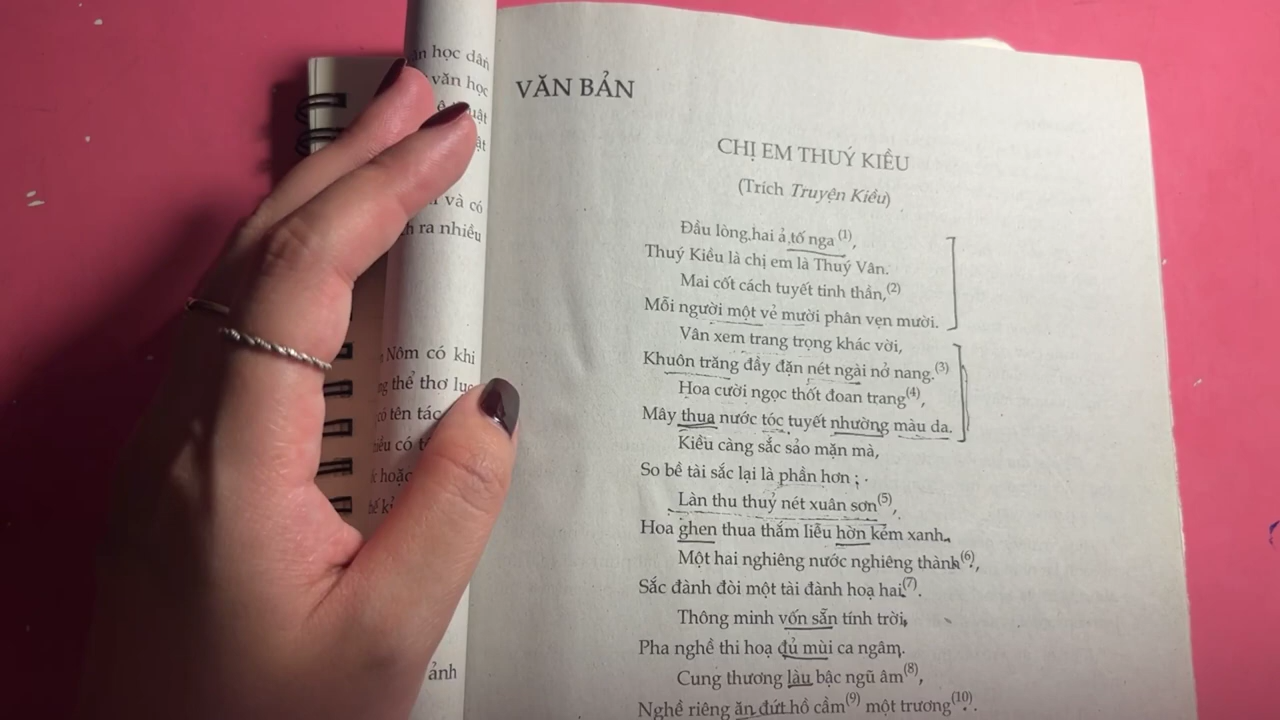 học dân
văn học
và có
ra nhiều
Nôm có khi
thể thơ
có tên tác
có
hoặc
ảnh
VĂN BẢN
CHỊ EM THUÝ KIỀU
(Trích Truyện Kiều)
Đầu lòng hai ả tố nga(1),
Thuý Kiều là chị em là Thuý Vân.
Mai cốt cách tuyết tinh thần,(2)
Mỗi người một vẻ mười phân vẹn mười.
Vân xem trang trọng khác vời,
Khuôn trăng đầy đặn nét ngài nở nang.(3)
Hoa cười ngọc thốt đoan trang(4),
Mây thua nước tóc tuyết nhường màu da.
Kiều càng sắc sảo mặn mà,
So bề tài sắc lại là phần hơn ;
Làn thu thuỷ nét xuân sơn(5),
Hoa ghen thua thắm liễu hờn kém xanh.
Một hai nghiêng nước nghiêng thành(6),
Sắc đành đòi một tài đành hoạ hai(7).
Thông minh vốn sẵn tính trời,
Pha nghề thi hoạ đủ mùi ca ngâm.
Cung thương làu bậc ngũ âm(8),
Nghề riêng ăn đứt hồ cầm(9) một trương(10).